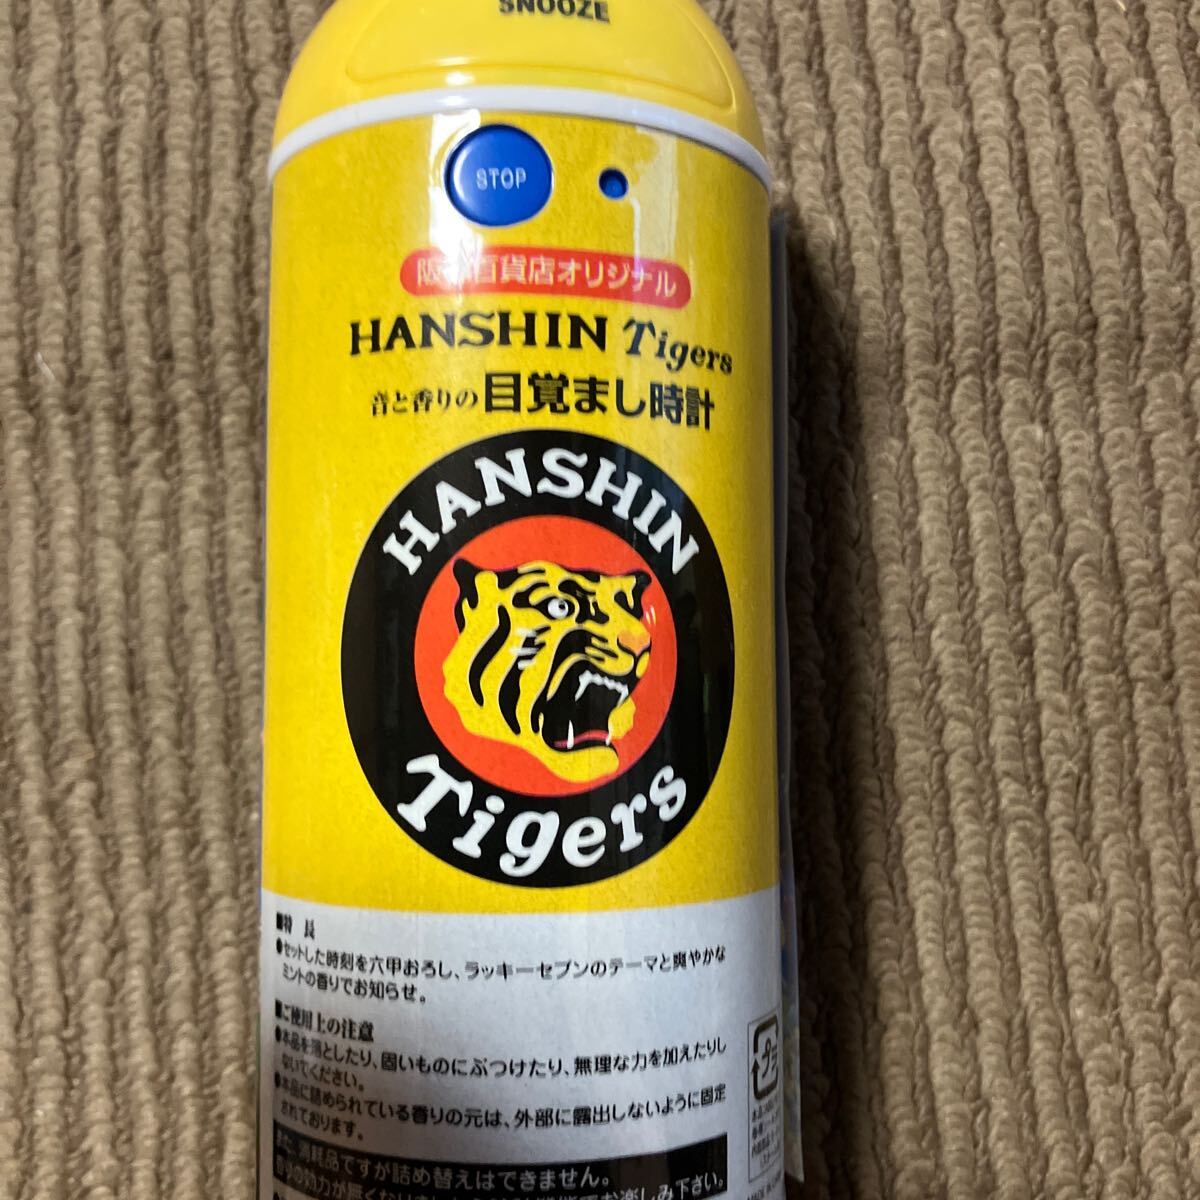 SNOOZE
STOP
阪神百貨店オリジナル
HANSHIN Tigers
音と香りの目覚まし時計
HANSHIN
Tigers
■特 長
●セットした時刻を六甲おろし、ラッキーセブンのテーマと爽やかな
ミントの香りでお知らせ。
■ご使用上の注意
●本品を落としたり、固いものにぶつけたり、無理な力を加えたりし
ないでください。
●本品に詰められている香りの元は、外部に露出しないように固定
されております。
また、消耗品ですが詰め替えはできません。
プラ